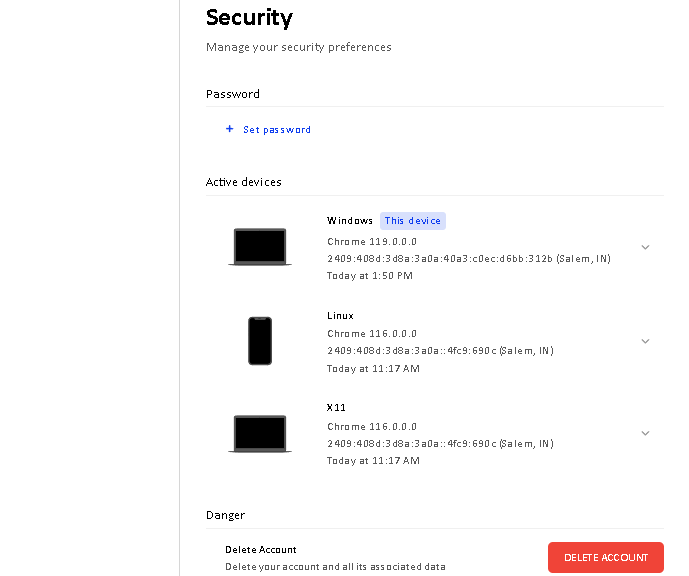 Security
Manage your security preferences
Password
+ Set password
Active devices
Windows This device
Chrome 119.0.0.0
2409:408d:3d8a:3a0a:40a3:c0ec:d6bb:312b (Salem, IN)
Today at 1:50 PM
Linux
Chrome 116.0.0.0
2409:408d:3d8a:3a0a::4fc9:690c (Salem, IN)
Today at 11:17 AM
X11
Chrome 116.0.0.0
2409:408d:3d8a:3a0a::4fc9:690c (Salem, IN)
Today at 11:17 AM
Danger
Delete Account
Delete your account and all its associated data
DELETE ACCOUNT